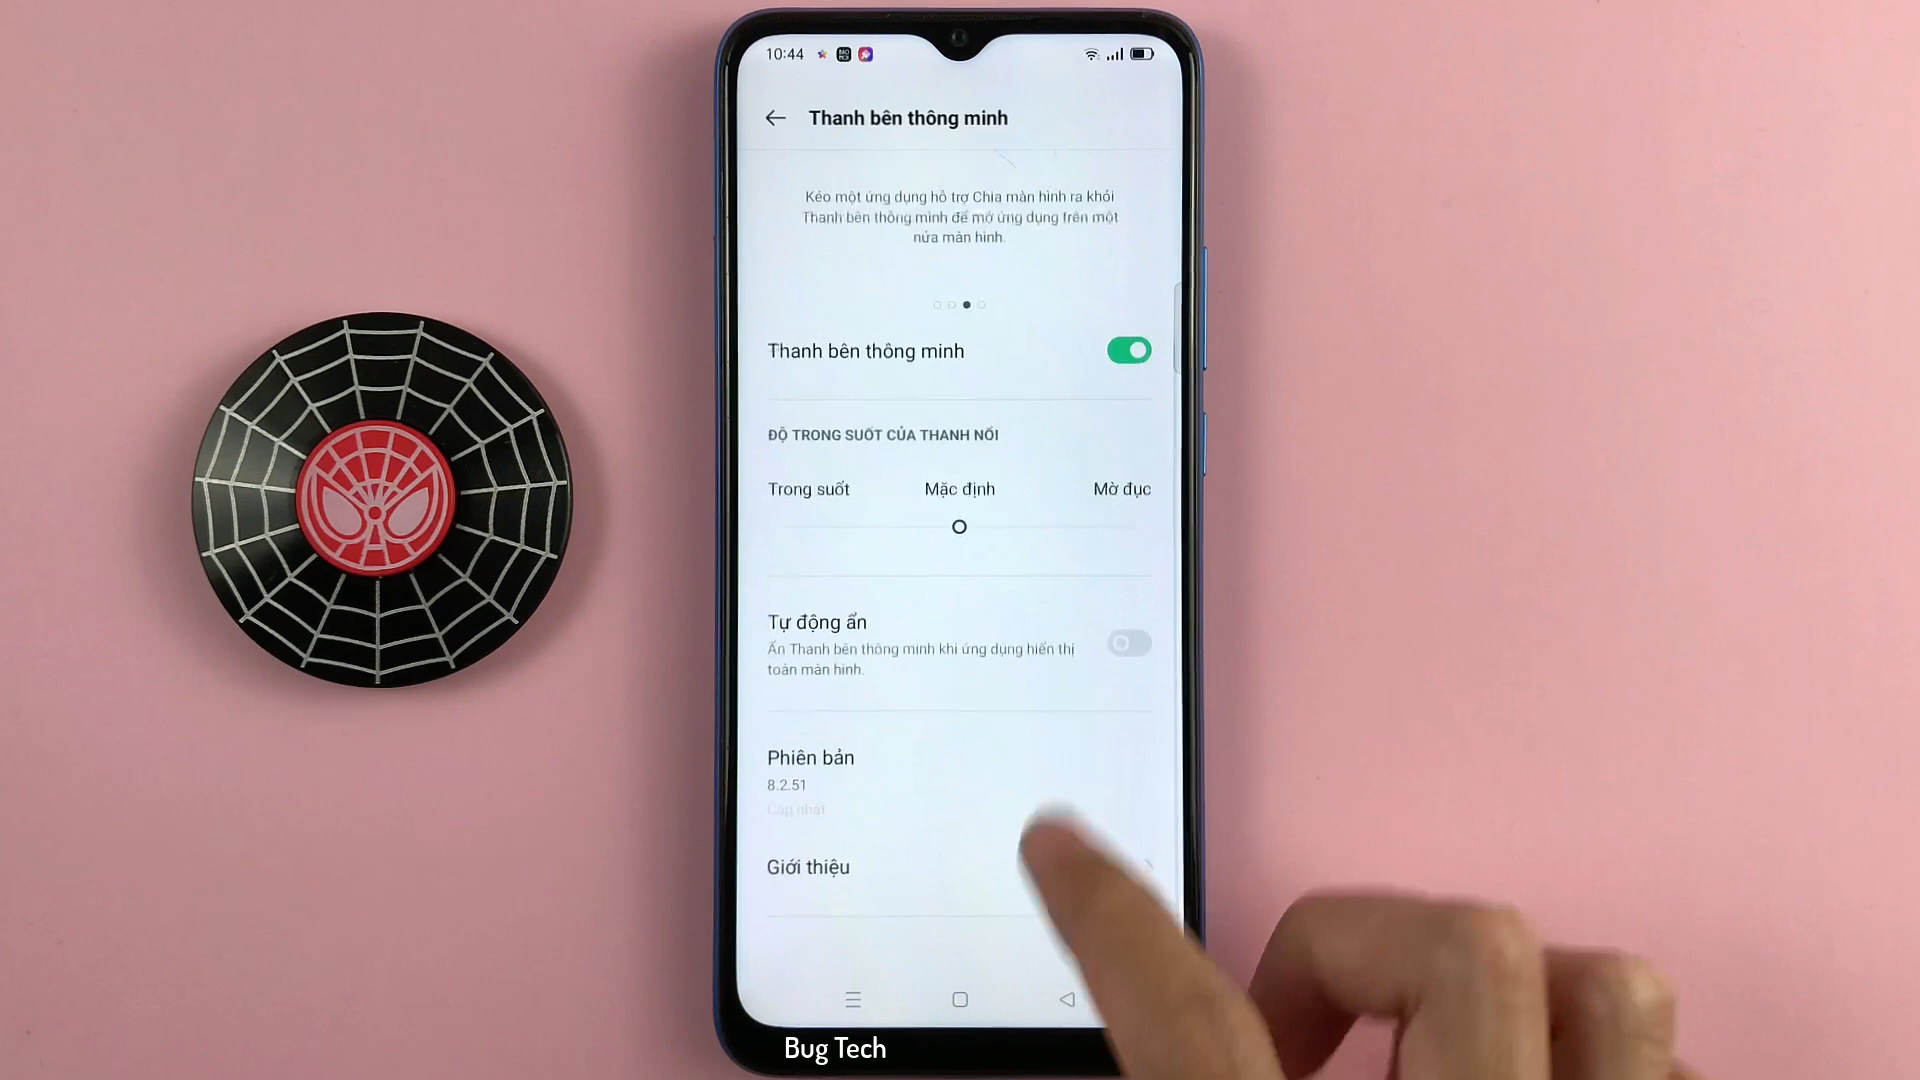 10:44
Thanh bên thông minh
Kéo một ứng dụng hỗ trợ Chia màn hình ra khỏi
Thanh bên thông minh để mở ứng dụng trên một
nửa màn hình.
Thanh bên thông minh
ĐỘ TRONG SUỐT CỦA THANH NỔI
Trong suốt Mặc định Mờ đục
Tự động ẩn
Ẩn Thanh bên thông minh khi ứng dụng hiển thị
toàn màn hình.
Phiên bản
8.2.51
Cập nhật
Giới thiệu
Bug Tech